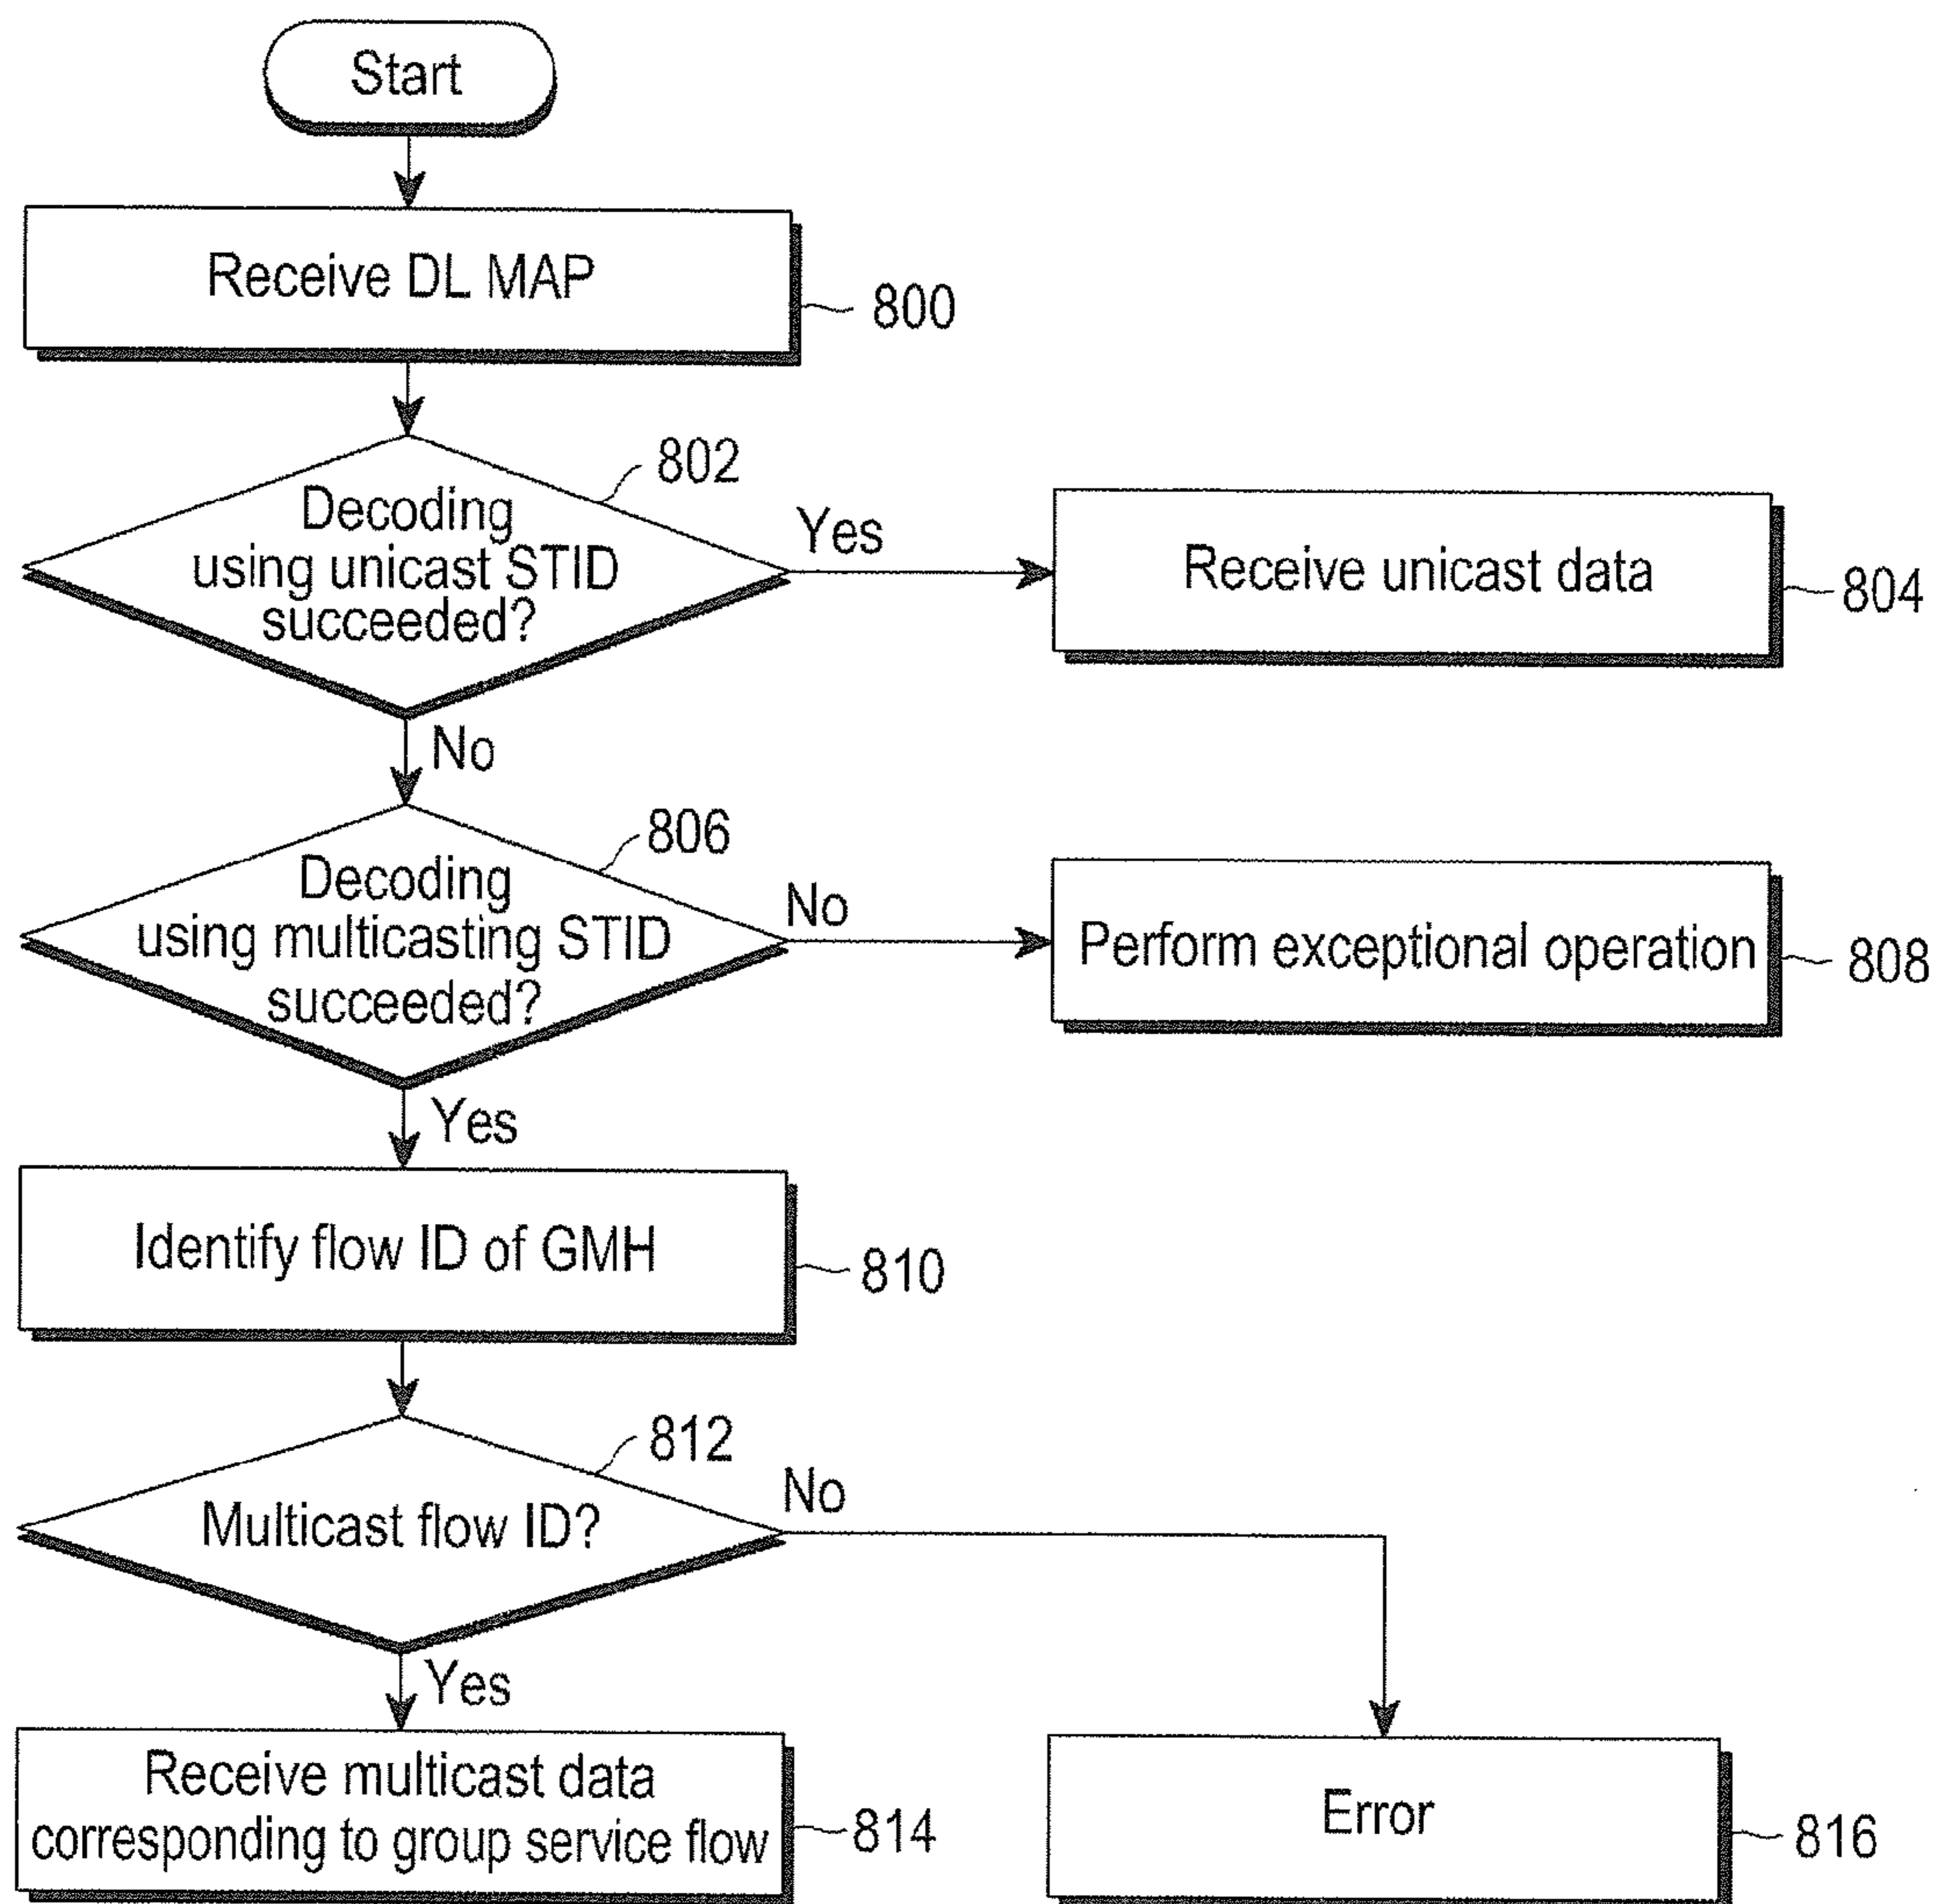 Start
Receive DL MAP
800
802
Decoding
using unicast STID
succeeded?
Yes
Receive unicast data
804
No
806
Decoding
using multicasting STID
succeeded?
No
Perform exceptional operation
808
Yes
Identify flow ID of GMH
810
812
Multicast flow ID?
No
Yes
Receive multicast data
corresponding to group service flow
814
Error
816